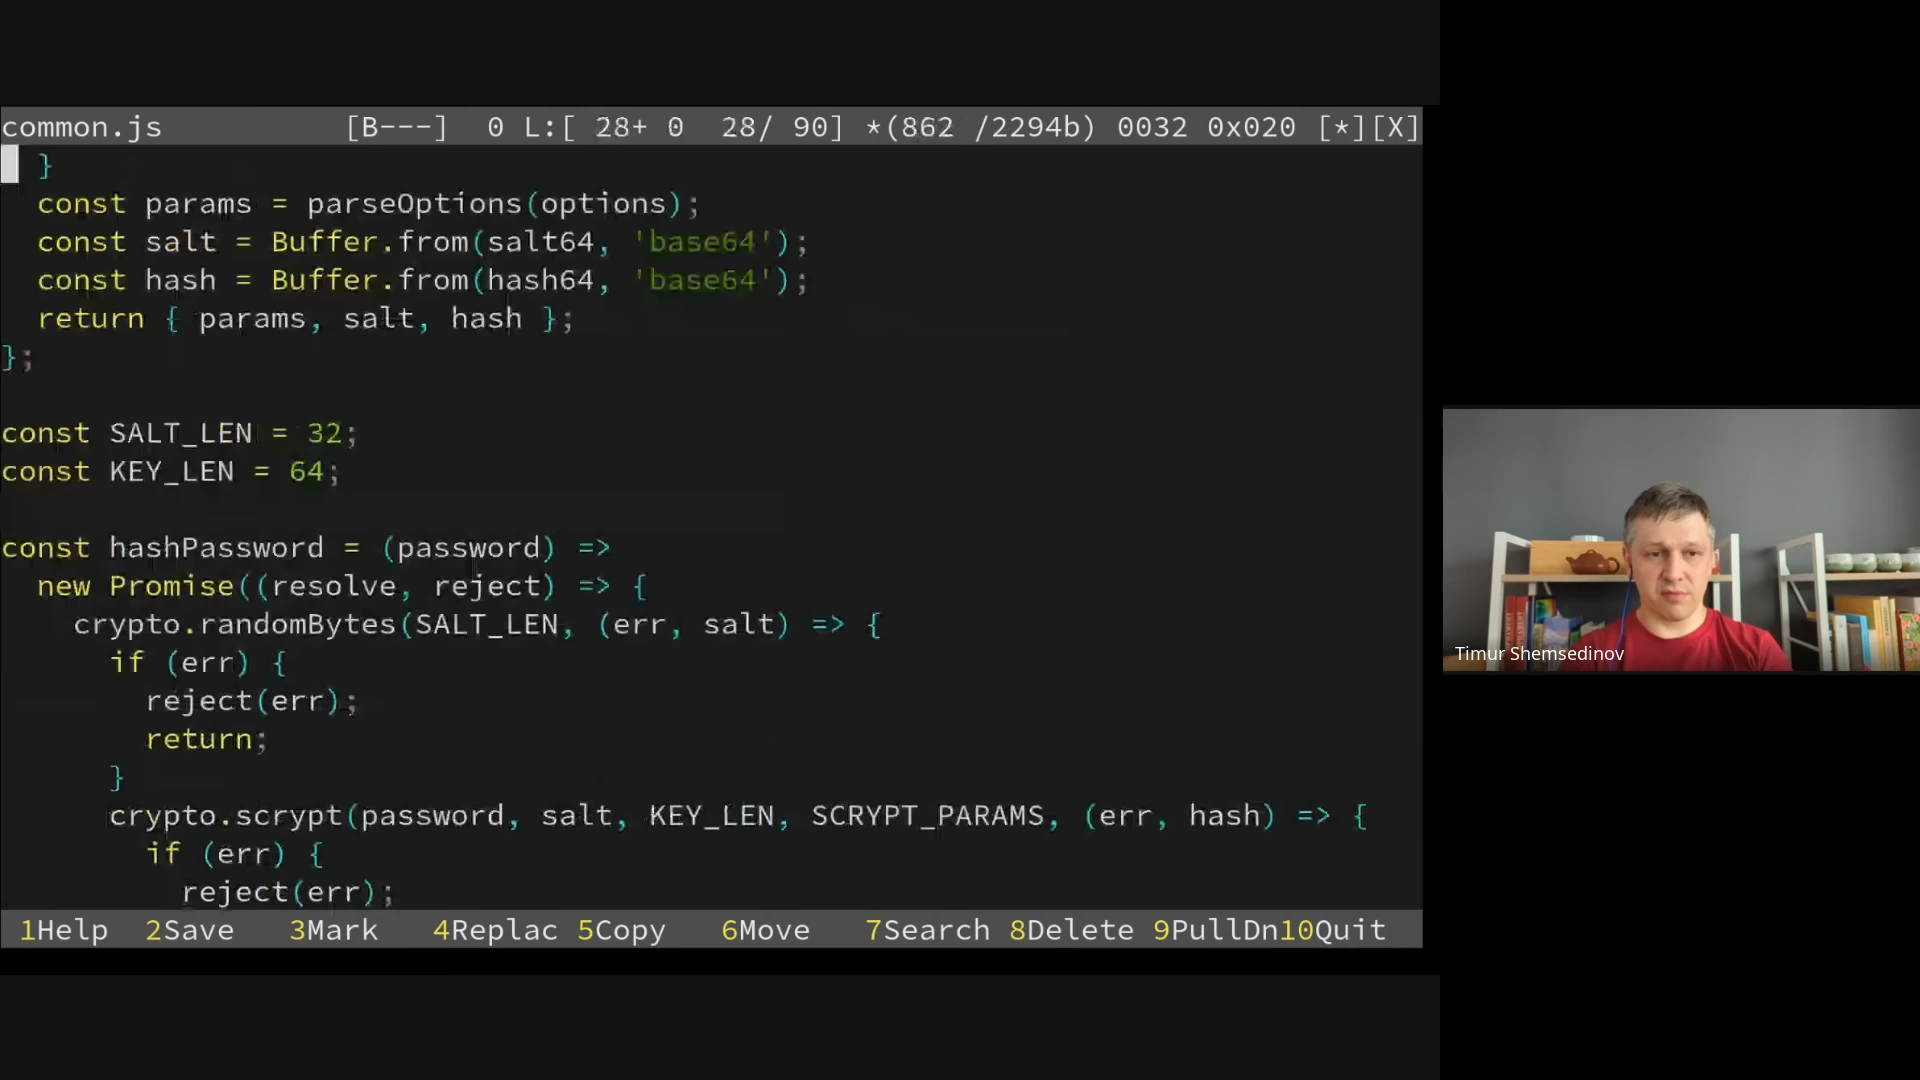 common.js [B---] 0 L:[ 28+ 0 28/ 90] *(862 /2294b) 0032 0x020 [*][X]
}
const params = parseOptions(options);
const salt = Buffer.from(salt64, 'base64');
const hash = Buffer.from(hash64, 'base64');
return { params, salt, hash };
};
const SALT_LEN = 32;
const KEY_LEN = 64;
const hashPassword = (password) =>
new Promise((resolve, reject) => {
crypto.randomBytes(SALT_LEN, (err, salt) => {
if (err) {
reject(err);
return;
}
crypto.scrypt(password, salt, KEY_LEN, SCRYPT_PARAMS, (err, hash) => {
if (err) {
reject(err);
1Help 2Save 3Mark 4Replac 5Copy 6Move 7Search 8Delete 9PullDn10Quit
Timur Shemsedinov